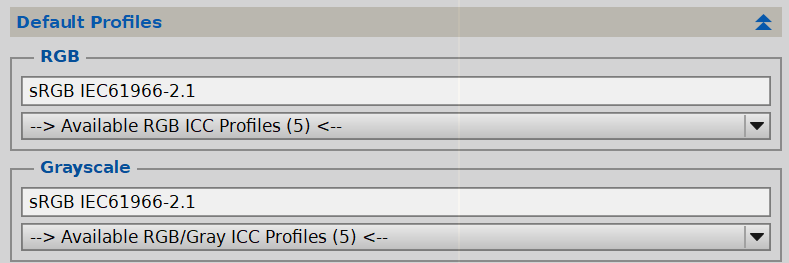 Default Profiles
RGB
sRGB IEC61966-2.1
--> Available RGB ICC Profiles (5) <--
Grayscale
sRGB IEC61966-2.1
--> Available RGB/Gray ICC Profiles (5) <--